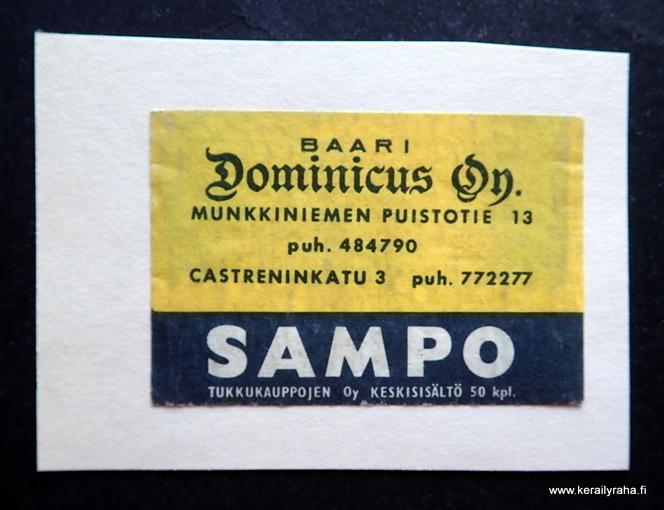 BAARI
Dominicus Oy.
MUNKKINIEMEN PUISTOTIE 13
puh. 484790
CASTRENINKATU 3 puh. 772277
SAMPO
TUKKUKAUPPOJEN Oy KESKISISÄLTÖ 50 kpl.
www.kerailyraha.fi